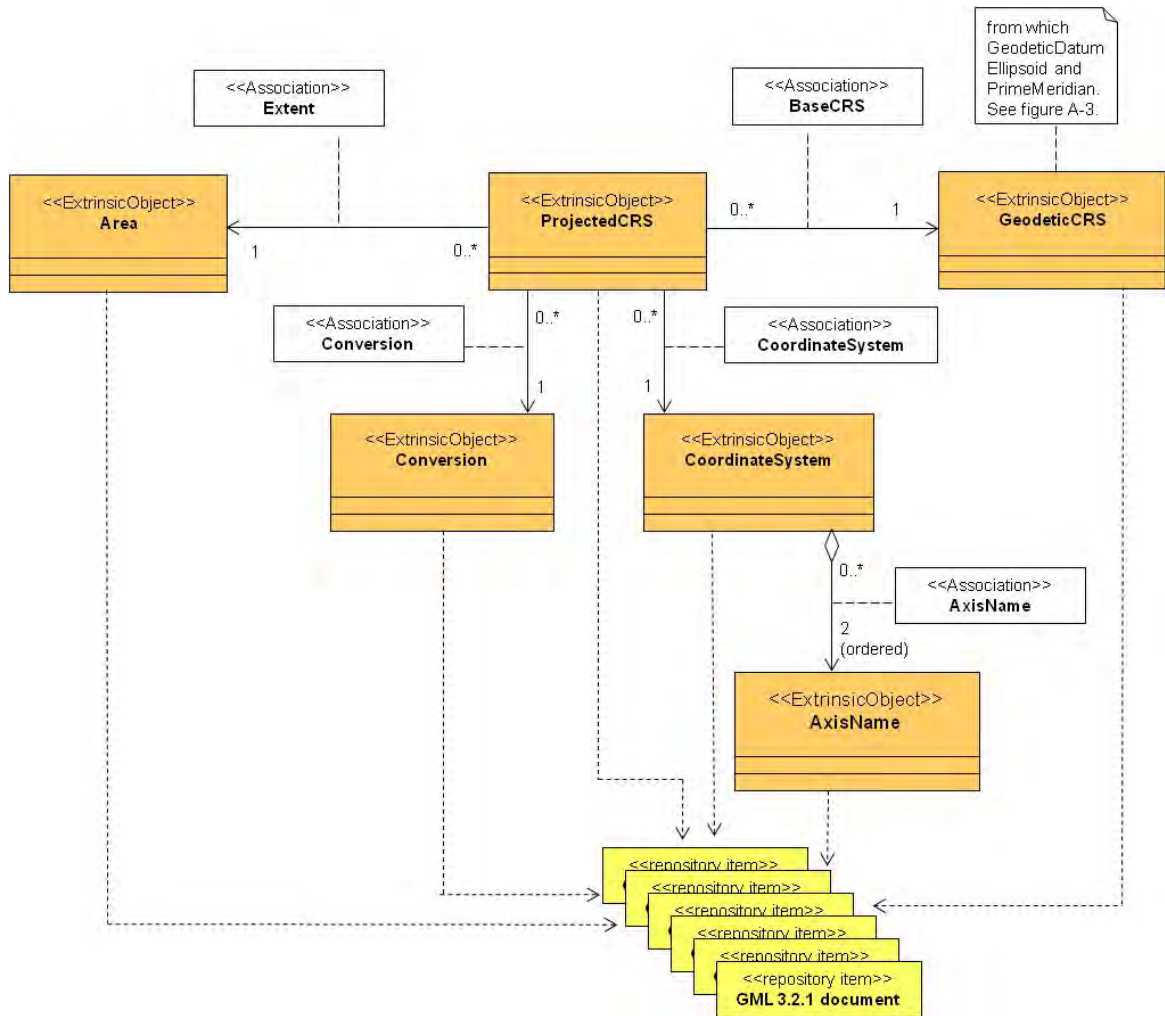 from which
GeodeticDatum
Ellipsoid and
PrimeMeridian.
See figure A-3.
<<Association>>
Extent
<<Association>>
BaseCRS
<<ExtrinsicObject>>
Area
<<ExtrinsicObject>>
ProjectedCRS
<<ExtrinsicObject>>
GeodeticCRS
1
0..*
0..*
1
<<Association>>
Conversion
0..*
0..*
<<Association>>
CoordinateSystem
1
1
<<ExtrinsicObject>>
Conversion
<<ExtrinsicObject>>
CoordinateSystem
0..*
<<Association>>
AxisName
2
(ordered)
<<ExtrinsicObject>>
AxisName
<<repository item>>
<<repository item>>
<<repository item>>
<<repository item>>
<<repository item>>
<<repository item>>
GML 3.2.1 document